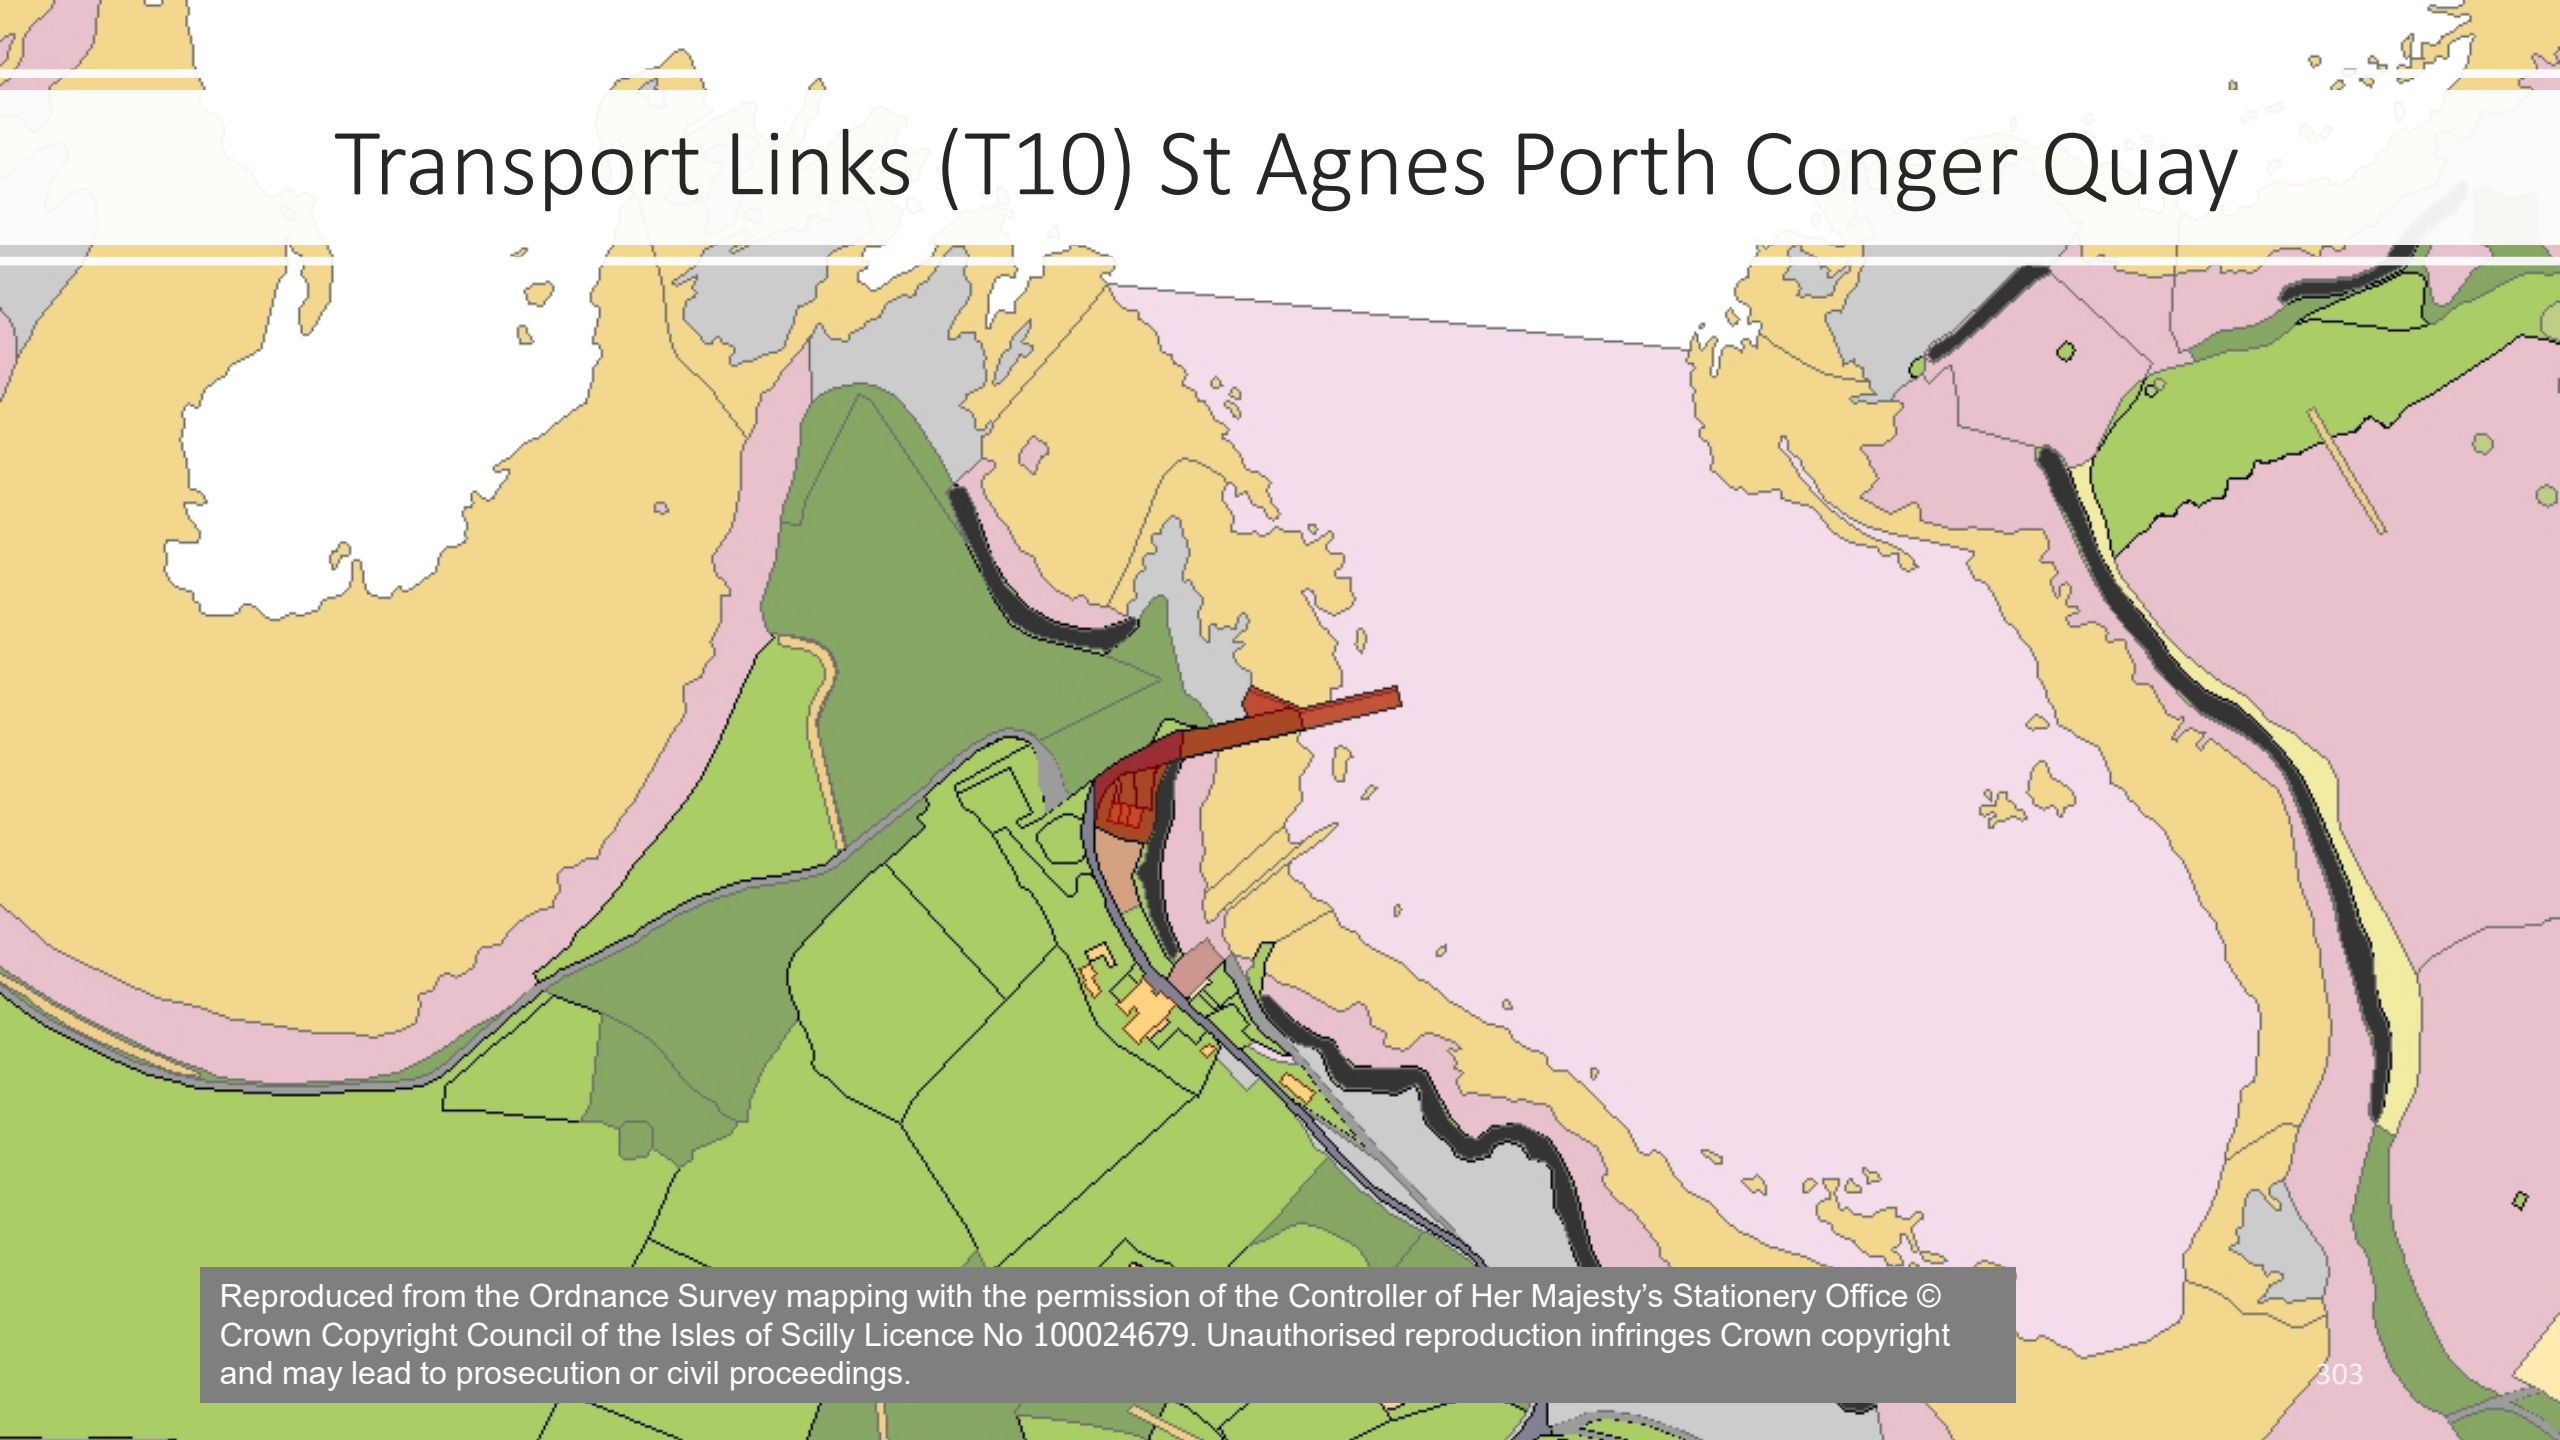 Transport Links (T10) St Agnes Porth Conger Quay
Reproduced from the Ordnance Survey mapping with the permission of the Controller of Her Majesty’s Stationery Office ©
Crown Copyright Council of the Isles of Scilly Licence No 100024679. Unauthorised reproduction infringes Crown copyright
and may lead to prosecution or civil proceedings.
303